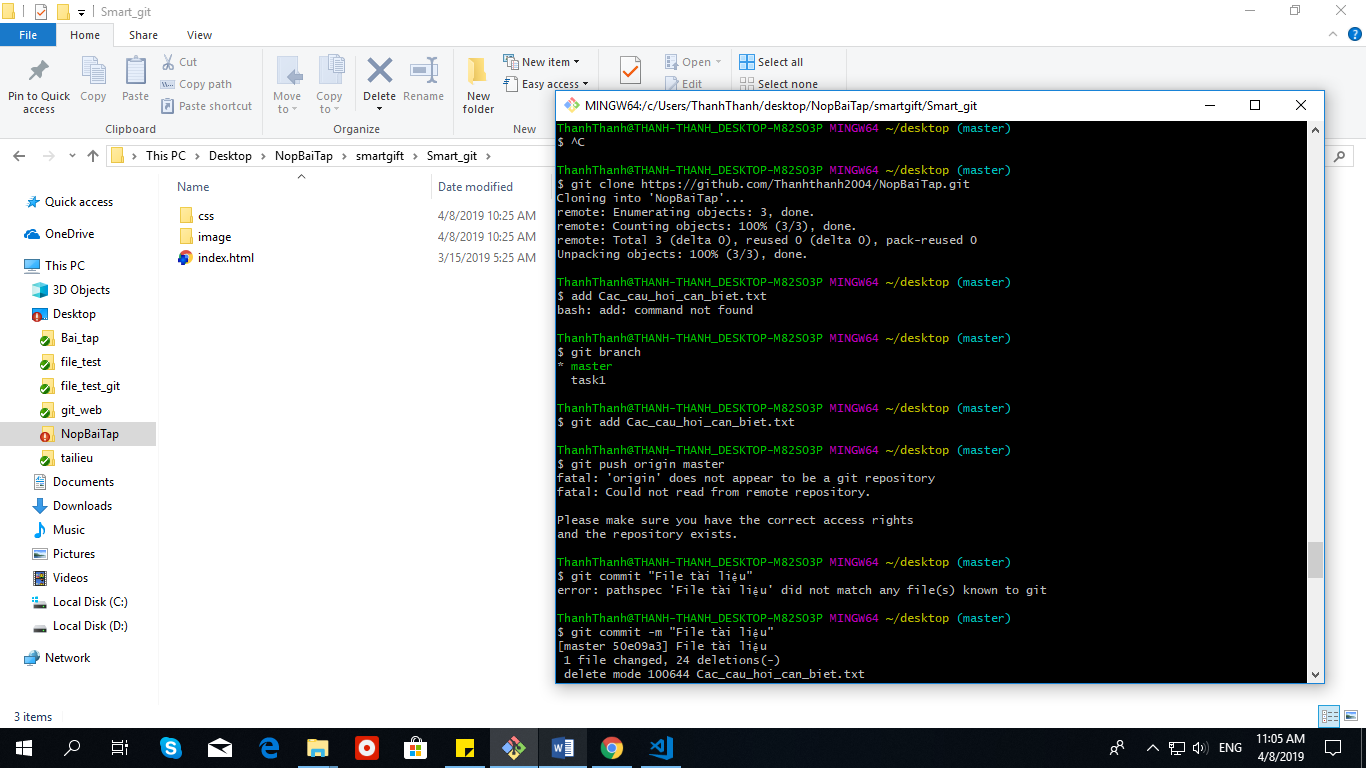 Smart_git
File Home Share View
Pin to Quick access
Copy
Paste
Cut
Copy path
Paste shortcut
Clipboard
Move to
Copy to
Delete
Rename
Organize
New folder
New item
Easy access
New
Open
Edit
Select all
Select none
This PC > Desktop > NopBaiTap > smartgift > Smart_git >
Quick access
OneDrive
This PC
3D Objects
Desktop
Bai_tap
file_test
file_test_git
git_web
NopBaiTap
tailieu
Documents
Downloads
Music
Pictures
Videos
Local Disk (C:)
Local Disk (D:)
Network
Name Date modified
css 4/8/2019 10:25 AM
image 4/8/2019 10:25 AM
index.html 3/15/2019 5:25 AM
MINGW64:/c/Users/ThanhThanh/desktop/NopBaiTap/smartgift/Smart_git
ThanhThanh@THANH-THANH_DESKTOP-M82SO3P MINGW64 ~/desktop (master)
$ ^C
ThanhThanh@THANH-THANH_DESKTOP-M82SO3P MINGW64 ~/desktop (master)
$ git clone https://github.com/Thanhthanh2004/NopBaiTap.git
Cloning into 'NopBaiTap'...
remote: Enumerating objects: 3, done.
remote: Counting objects: 100% (3/3), done.
remote: Total 3 (delta 0), reused 0 (delta 0), pack-reused 0
Unpacking objects: 100% (3/3), done.
ThanhThanh@THANH-THANH_DESKTOP-M82SO3P MINGW64 ~/desktop (master)
$ add Cac_cau_hoi_can_biet.txt
bash: add: command not found
ThanhThanh@THANH-THANH_DESKTOP-M82SO3P MINGW64 ~/desktop (master)
$ git branch
* master
task1
ThanhThanh@THANH-THANH_DESKTOP-M82SO3P MINGW64 ~/desktop (master)
$ git add Cac_cau_hoi_can_biet.txt
ThanhThanh@THANH-THANH_DESKTOP-M82SO3P MINGW64 ~/desktop (master)
$ git push origin master
fatal: 'origin' does not appear to be a git repository
fatal: Could not read from remote repository.
Please make sure you have the correct access rights
and the repository exists.
ThanhThanh@THANH-THANH_DESKTOP-M82SO3P MINGW64 ~/desktop (master)
$ git commit "File tài liệu"
error: pathspec 'File tài liệu' did not match any file(s) known to git
ThanhThanh@THANH-THANH_DESKTOP-M82SO3P MINGW64 ~/desktop (master)
$ git commit -m "File tài liệu"
[master 50e09a3] File tài liệu
1 file changed, 24 deletions(-)
delete mode 100644 Cac_cau_hoi_can_biet.txt
3 items
ENG
11:05 AM
4/8/2019